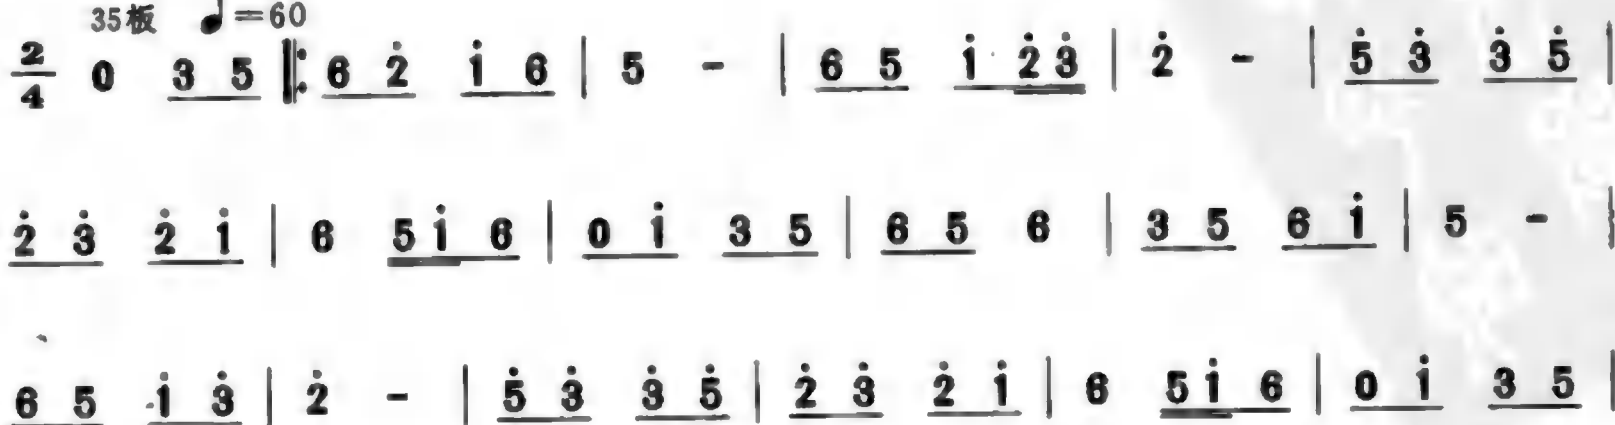 35板 ♩=60
2/4 0 3 5 ‖: 6 2̇ 1̇ 6 | 5 - | 6 5 1̇ 2̇ 3̇ | 2̇ - | 5̇ 3̇ 3̇ 5̇ |
2̇ 3̇ 2̇ 1̇ | 6 5 1̇ 6 | 0 1̇ 3 5 | 6 5 6 | 3 5 6 1̇ | 5 - |
6 5 1̇ 3̇ | 2̇ - | 5̇ 3̇ 3̇ 5̇ | 2̇ 3̇ 2̇ 1̇ | 6 5 1̇ 6 | 0 1̇ 3 5 |